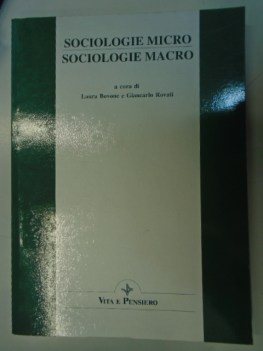 SOCIOLOGIE MICRO
SOCIOLOGIE MACRO
a cura di
Laura Bovone e Giancarlo Rovati
VITA E PENSIERO